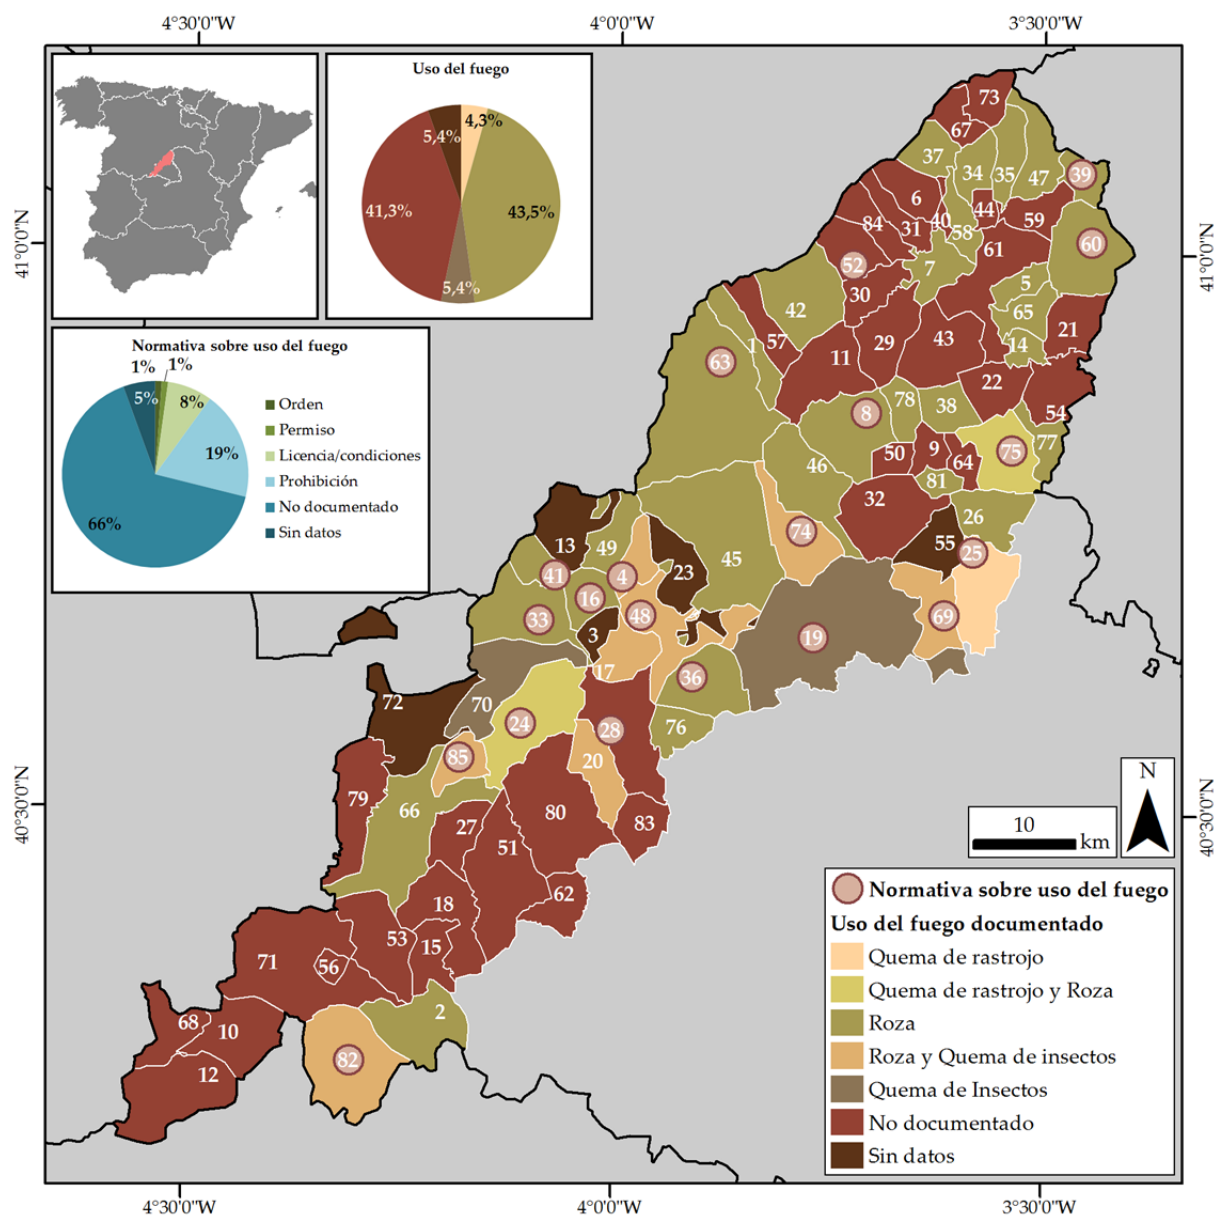 4°30'0"W 4°0'0"W 3°30'0"W
Uso del fuego
4,3%
5,4%
41,3%
43,5%
5,4%
41°0'0"N
41°0'0"N
Normativa sobre uso del fuego
1% 1%
5% 8%
19%
66%
Orden
Permiso
Licencia/condiciones
Prohibición
No documentado
Sin datos
73
67
37 34 35 47 39
6 40 44 59
84 31 58 61 60
52 7
30 5
42 65 21
1 57 29 43 14
63 11 22
8 78 38 54
46 50 9 64 75 77
81
32 26
74 55 25
13 49 45
41 4 23
16
33 48 69
3 19
17 36
72 70 24 28 76
85 20
79 66 80 83
27 51
18 62
53 15
71 56
68 10 2
12 82
40°30'0"N
40°30'0"N
N
10
km
Normativa sobre uso del fuego
Uso del fuego documentado
Quema de rastrojo
Quema de rastrojo y Roza
Roza
Roza y Quema de insectos
Quema de Insectos
No documentado
Sin datos
4°30'0"W 4°0'0"W 3°30'0"W